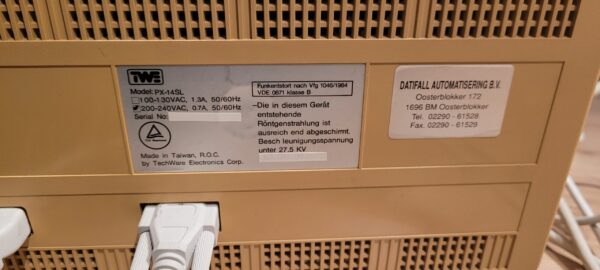 TWE
Model: PX-14SL
100-130VAC, 1.3A, 50/60Hz
200-240VAC, 0.7A, 50/60Hz
Serial No:
Made in Taiwan, R.O.C.
by TechWare Electronics Corp.
Funkentstort nach Vfg 1046/1984
VDE 0871 klasse B
-Die in diesem Gerät
entstehende
Röntgenstrahlung ist
ausreich end abgeschirmt.
Besch leunigungsspannung
unter 27.5 KV
DATIFALL AUTOMATISERING B.V.
Oosterblokker 172
1696 BM Oosterblokker
Tel. 02290 - 61528
Fax. 02290 - 61529